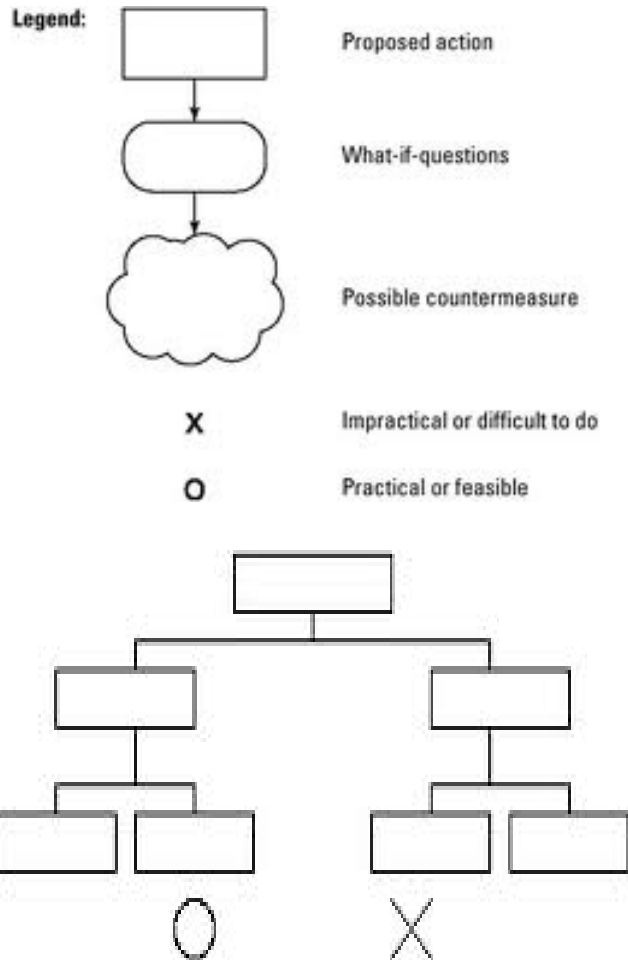 Legend:
Proposed action
What-if-questions
Possible countermeasure
X Impractical or difficult to do
O Practical or feasible